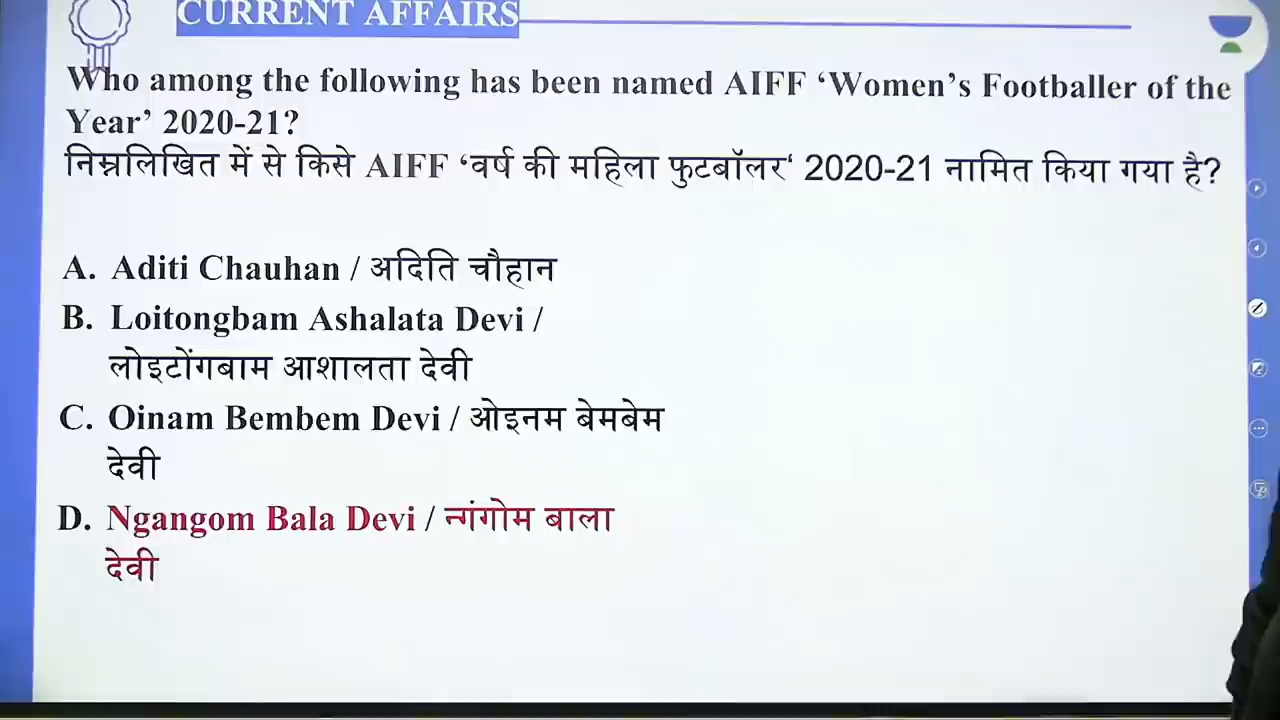 CURRENT AFFAIRS
Who among the following has been named AIFF ‘Women’s Footballer of the
Year’ 2020-21?
निम्नलिखित में से किसे AIFF ‘वर्ष की महिला फुटबॉलर‘ 2020-21 नामित किया गया है?
A. Aditi Chauhan / अदिति चौहान
B. Loitongbam Ashalata Devi /
लोइटोंगबाम आशालता देवी
C. Oinam Bembem Devi / ओइनम बेमबेम
देवी
D. Ngangom Bala Devi / न्गंगोम बाला
देवी